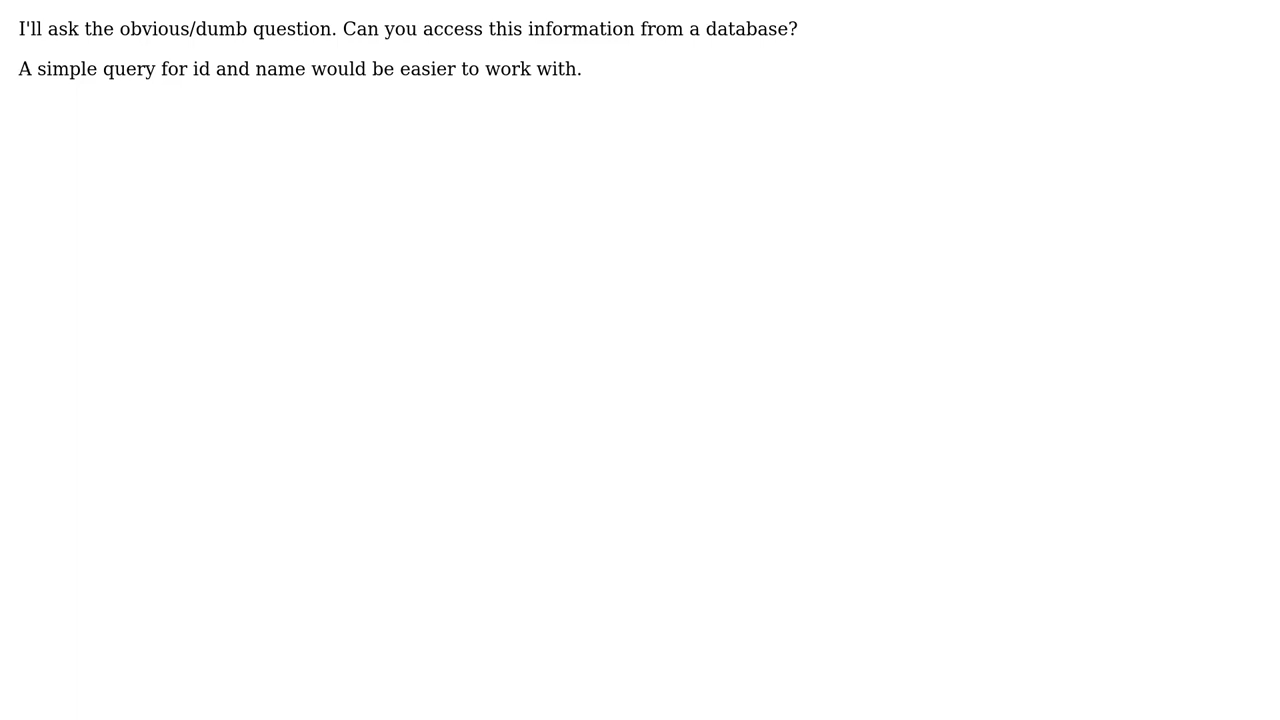 I'll ask the obvious/dumb question. Can you access this information from a database?
A simple query for id and name would be easier to work with.